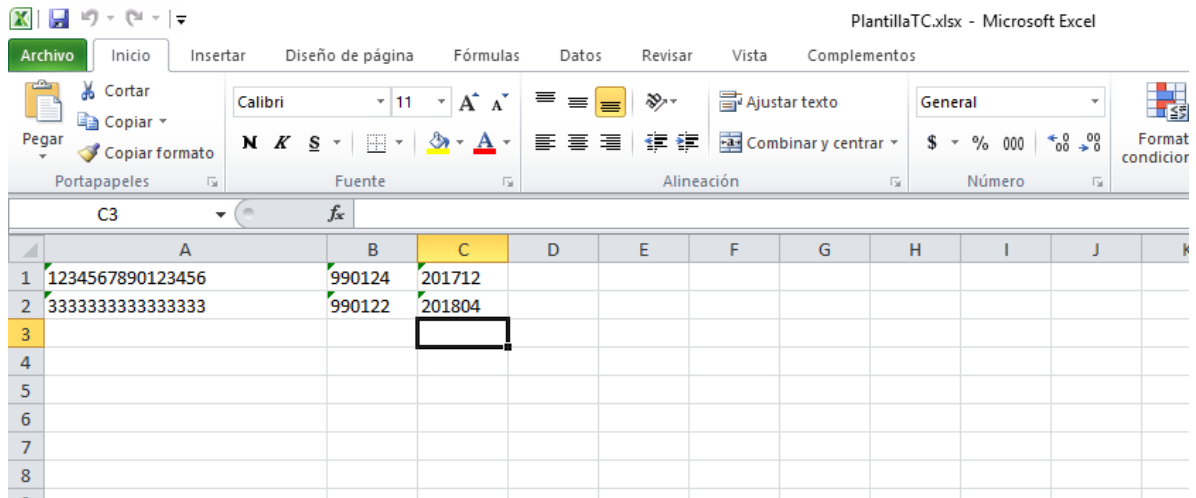 PlantillaTC.xlsx - Microsoft Excel
Archivo Inicio Insertar Diseño de página Fórmulas Datos Revisar Vista Complementos
Cortar
Copiar
Copiar formato
Pegar
Portapapeles
Calibri 11 A A
N K S A
Fuente
Ajustar texto
Combinar y centrar
Alineación
General
$ % 000
Número
Format
condicion
C3 fx
A B C D E F G H I J K
1 1234567890123456 990124 201712
2 3333333333333333 990122 201804
3
4
5
6
7
8